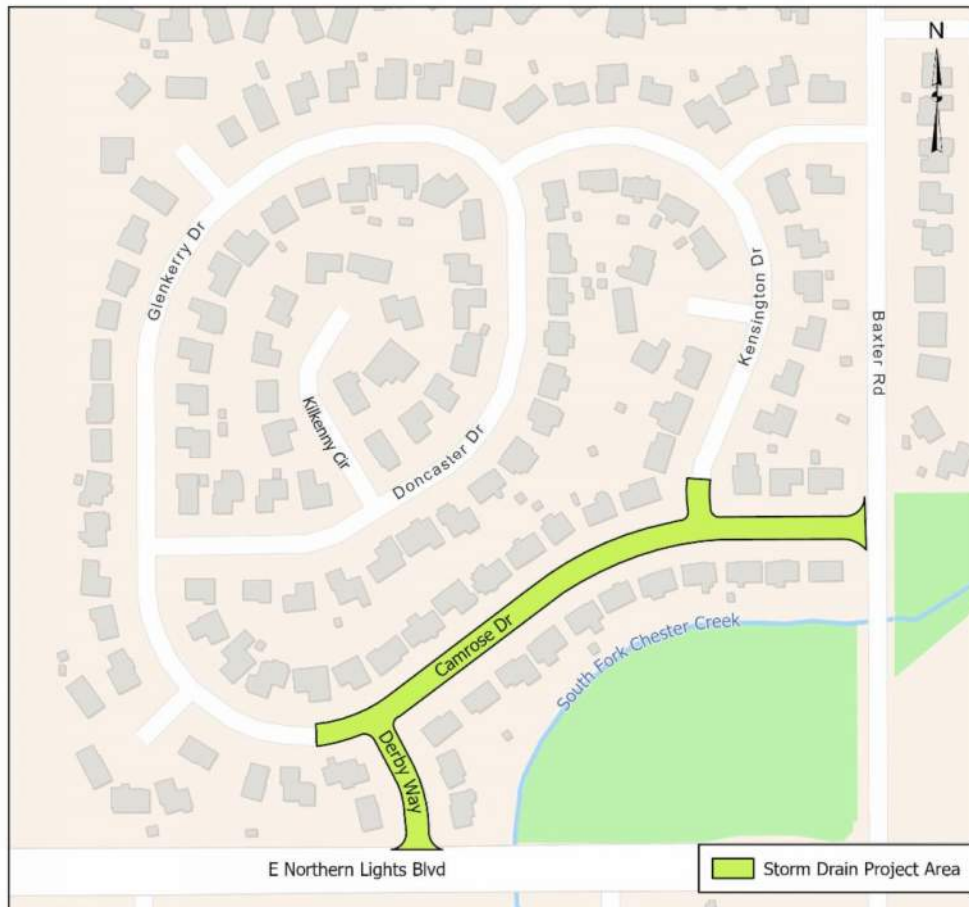 N
Glenkerry Dr
Kensington Dr
Baxter Rd
Kilkenny Cir
Doncaster Dr
Camrose Dr
South Fork Chester Creek
Derby Way
E Northern Lights Blvd
Storm Drain Project Area